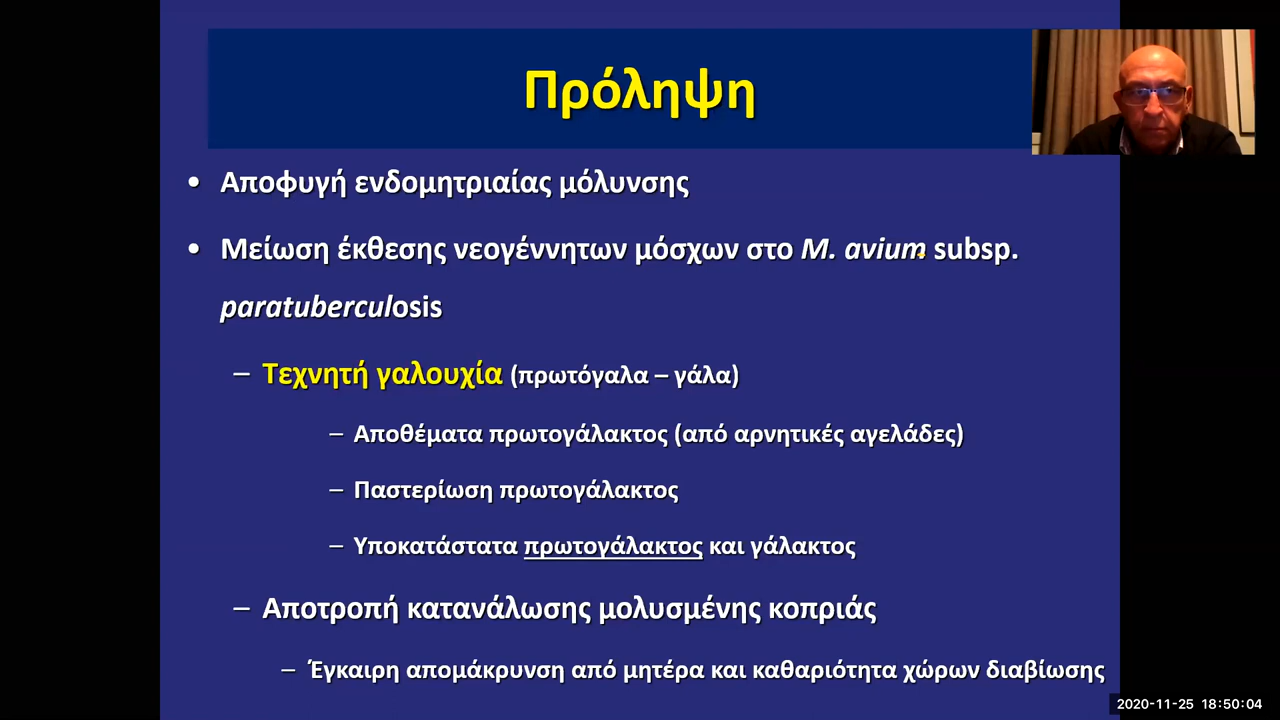 Πρόληψη
• Αποφυγή ενδομητριαίας μόλυνσης
• Μείωση έκθεσης νεογέννητων μόσχων στο M. avium subsp.
paratuberculosis
– Τεχνητή γαλουχία (πρωτόγαλα – γάλα)
– Αποθέματα πρωτογάλακτος (από αρνητικές αγελάδες)
– Παστερίωση πρωτογάλακτος
– Υποκατάστατα πρωτογάλακτος και γάλακτος
– Αποτροπή κατανάλωσης μολυσμένης κοπριάς
– Έγκαιρη απομάκρυνση από μητέρα και καθαριότητα χώρων διαβίωσης
2020-11-25 18:50:04